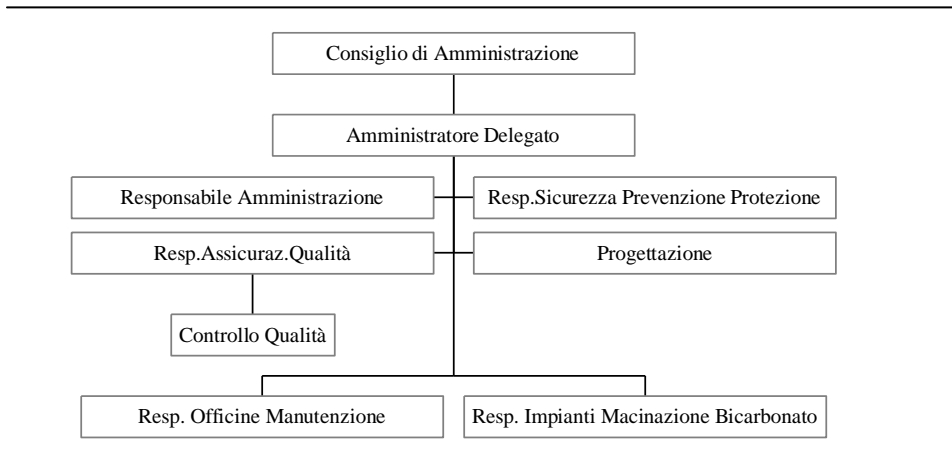 Consiglio di Amministrazione
Amministratore Delegato
Responsabile Amministrazione
Resp.Sicurezza Prevenzione Protezione
Resp.Assicuraz.Qualità
Progettazione
Controllo Qualità
Resp. Officine Manutenzione
Resp. Impianti Macinazione Bicarbonato